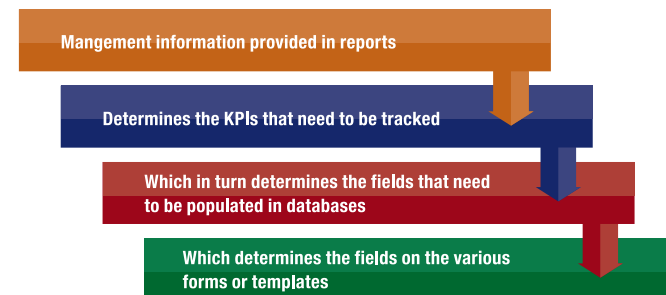 Mangement information provided in reports
Determines the KPIs that need to be tracked
Which in turn determines the fields that need
to be populated in databases
Which determines the fields on the various
forms or templates